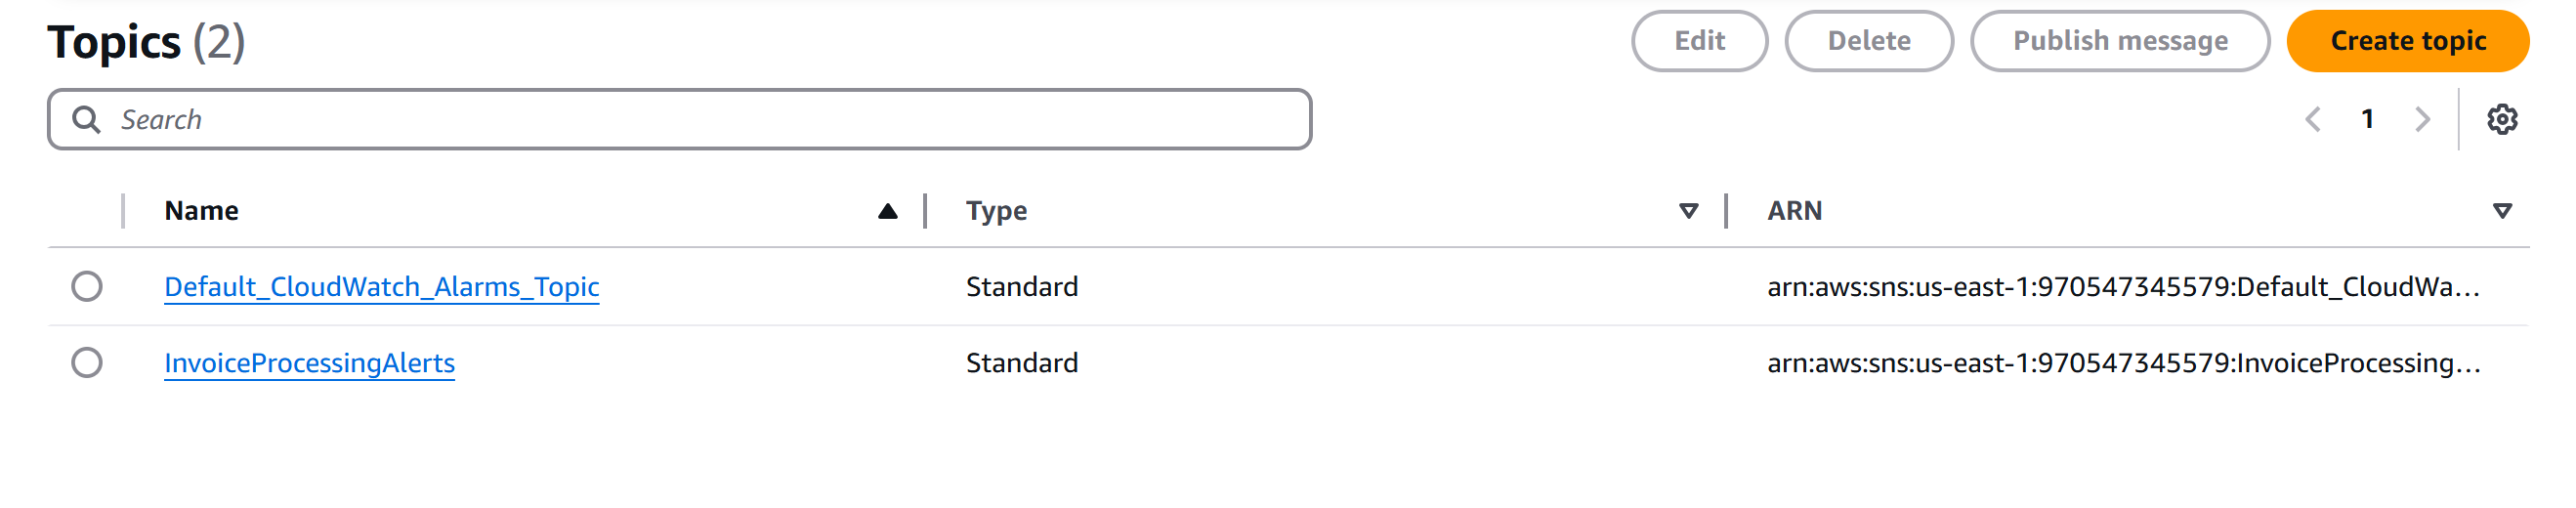 Topics (2)
Edit
Delete
Publish message
Create topic
Search
1
Name
Type
ARN
Default_CloudWatch_Alarms_Topic
Standard
arn:aws:sns:us-east-1:970547345579:Default_CloudWa...
InvoiceProcessingAlerts
Standard
arn:aws:sns:us-east-1:970547345579:InvoiceProcessing...